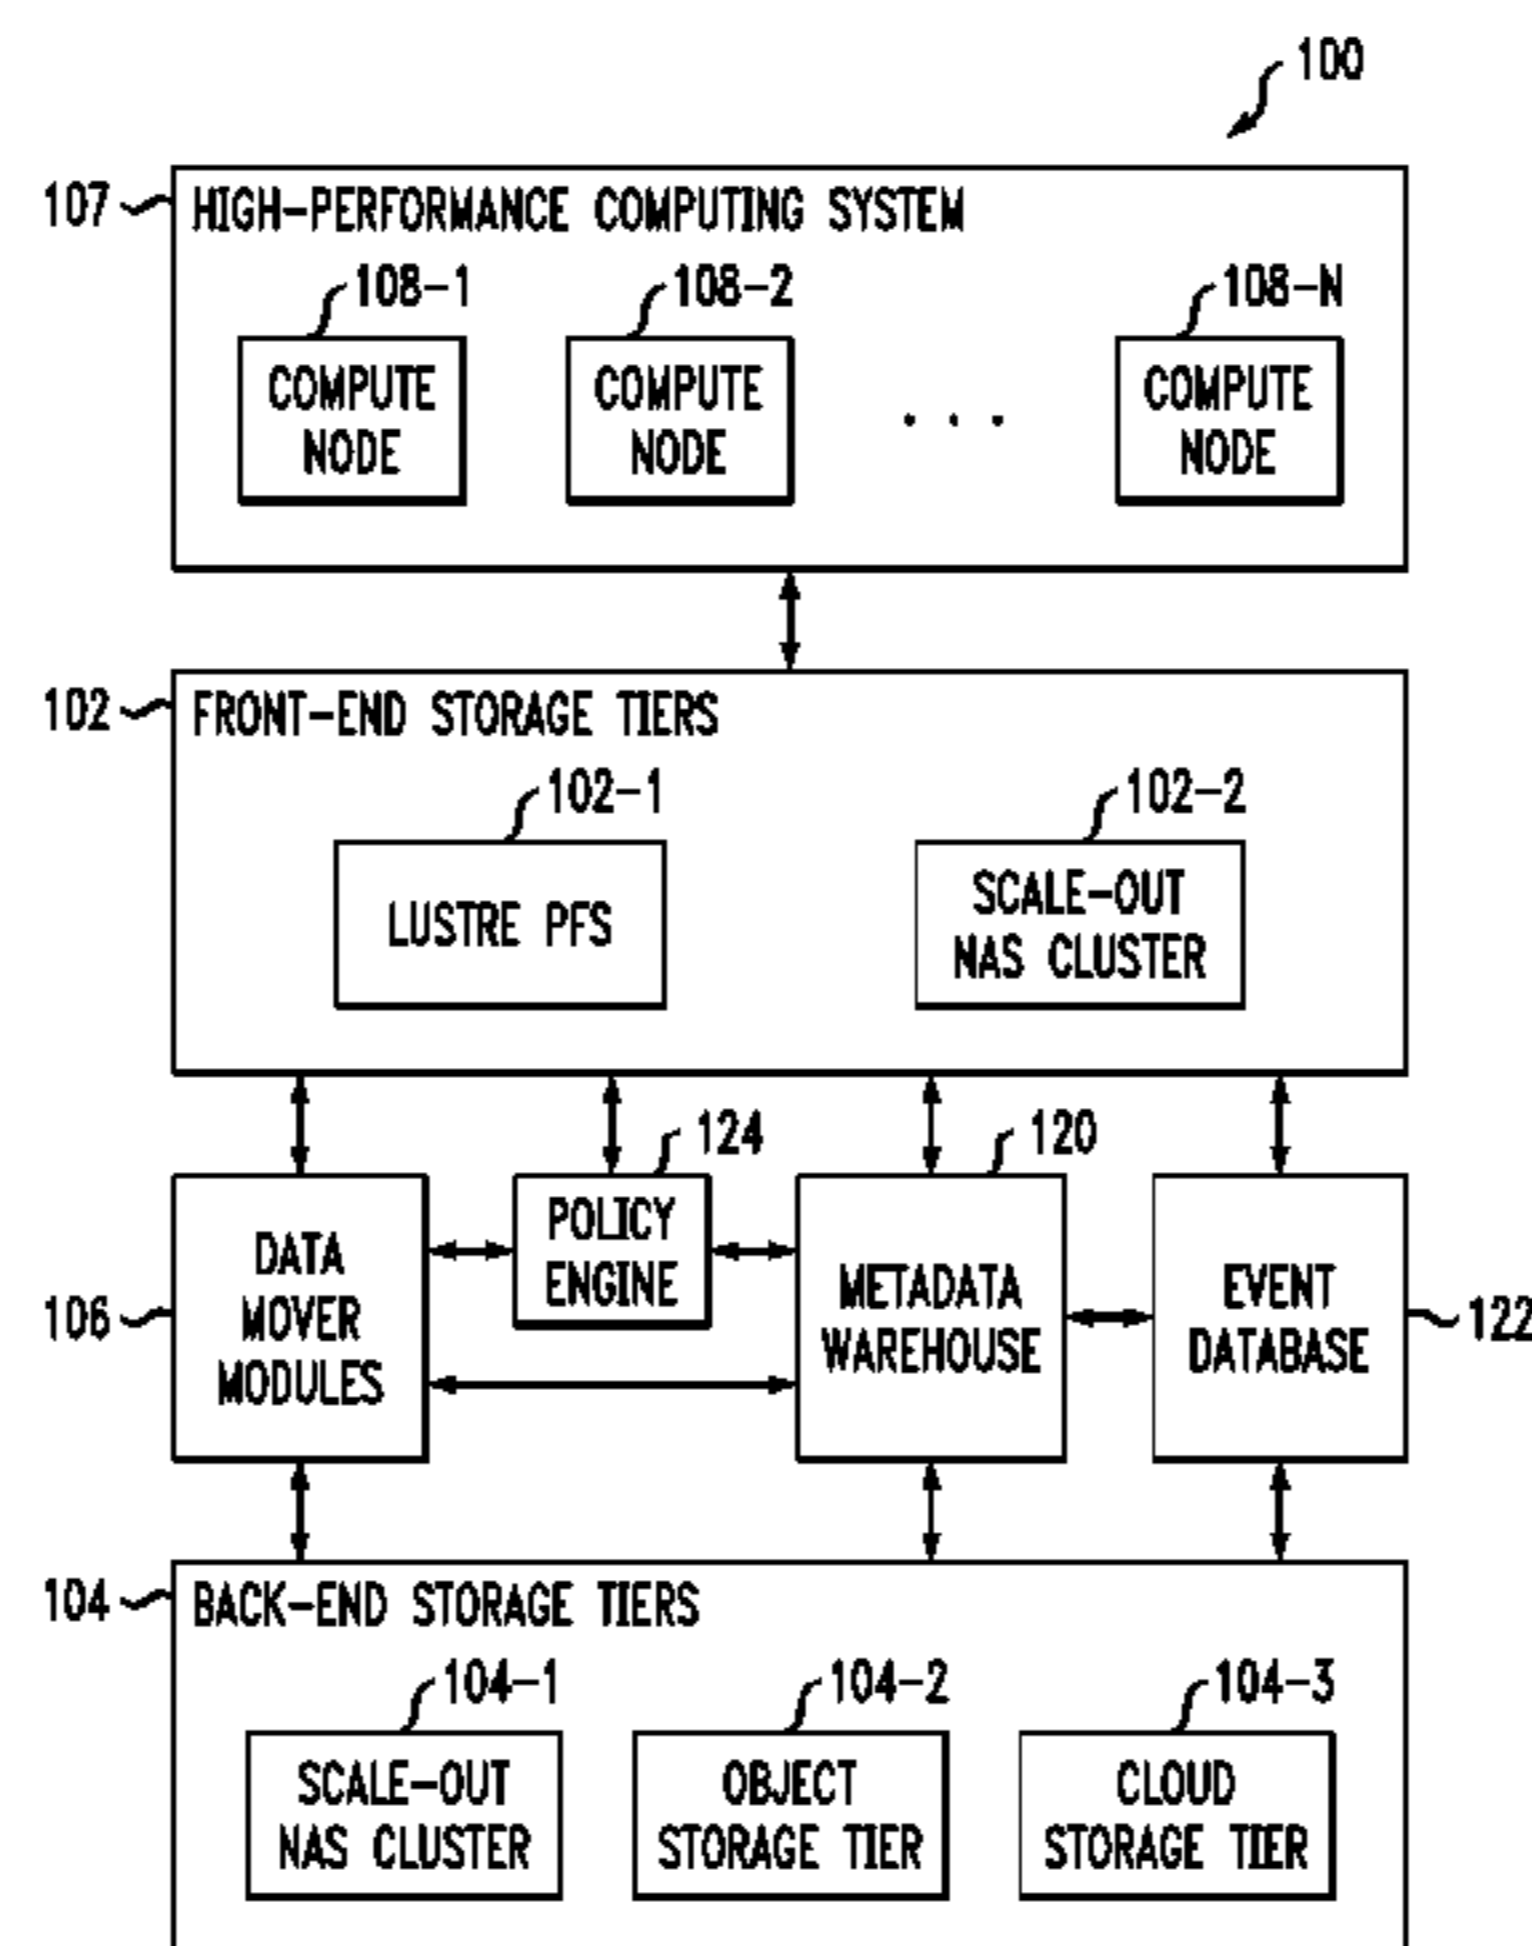 100
107
HIGH-PERFORMANCE COMPUTING SYSTEM
108-1
108-2
108-N
COMPUTE
NODE
COMPUTE
NODE
. . .
COMPUTE
NODE
102
FRONT-END STORAGE TIERS
102-1
102-2
LUSTRE PFS
SCALE-OUT
NAS CLUSTER
124
120
106
DATA
MOVER
MODULES
POLICY
ENGINE
METADATA
WAREHOUSE
EVENT
DATABASE
122
104
BACK-END STORAGE TIERS
104-1
104-2
104-3
SCALE-OUT
NAS CLUSTER
OBJECT
STORAGE TIER
CLOUD
STORAGE TIER